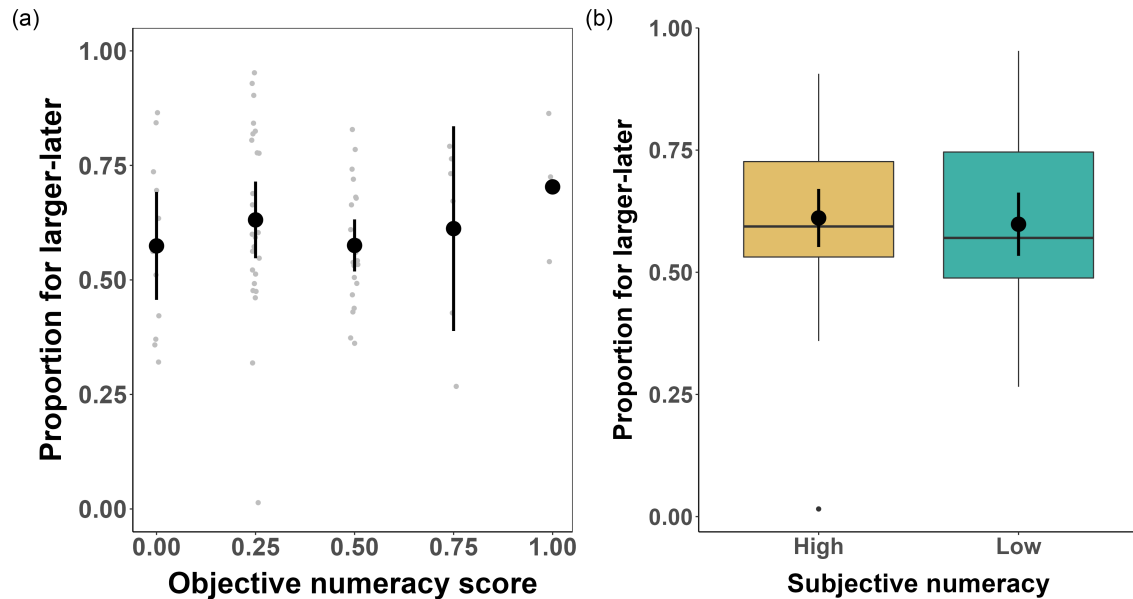 (a)
Proportion for larger-later
1.00
0.75
0.50
0.25
0.00
0.00 0.25 0.50 0.75 1.00
Objective numeracy score
(b)
Proportion for larger-later
1.00
0.75
0.50
0.25
0.00
High Low
Subjective numeracy